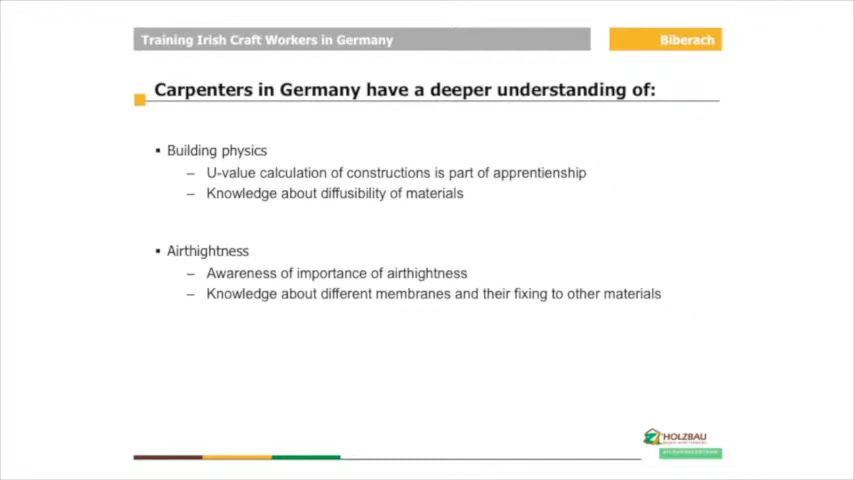 Training Irish Craft Workers in Germany
Biberach
Carpenters in Germany have a deeper understanding of:
▪ Building physics
– U-value calculation of constructions is part of apprentienship
– Knowledge about diffusibility of materials
▪ Airthightness
– Awareness of importance of airthightness
– Knowledge about different membranes and their fixing to other materials
HOLZBAU